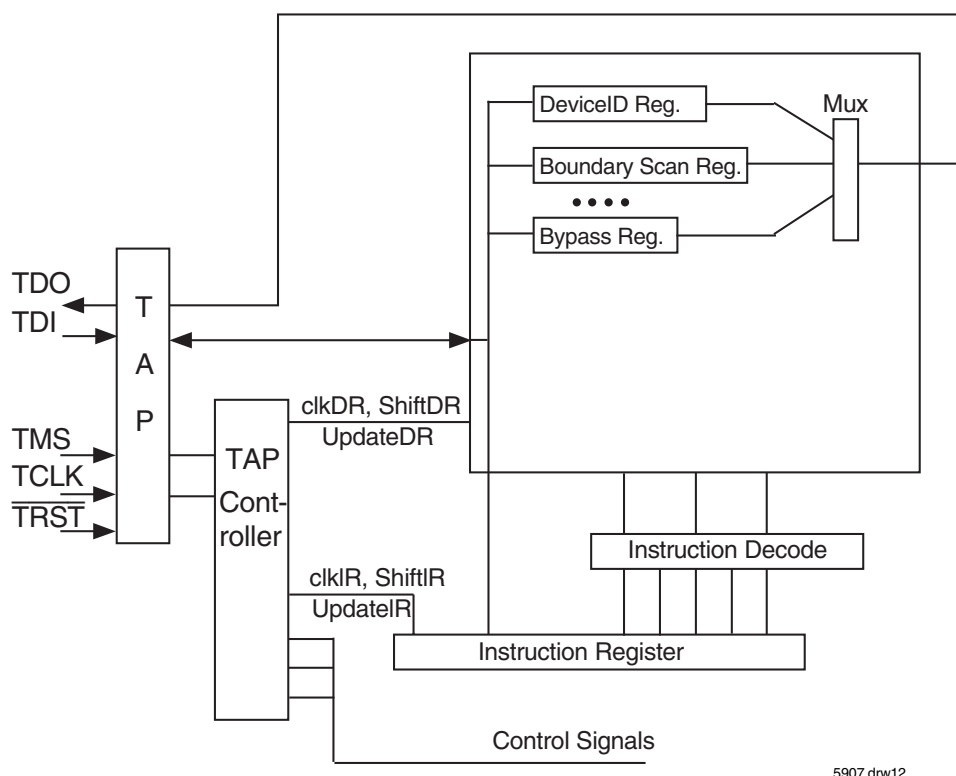 DeviceID Reg.
Mux
Boundary Scan Reg.
Bypass Reg.
TDO
TDI
T
A
P
TMS
TCLK
TRST
clkDR, ShiftDR
UpdateDR
TAP
Cont-
roller
Instruction Decode
clkIR, ShiftIR
UpdateIR
Instruction Register
Control Signals
5907 drw12